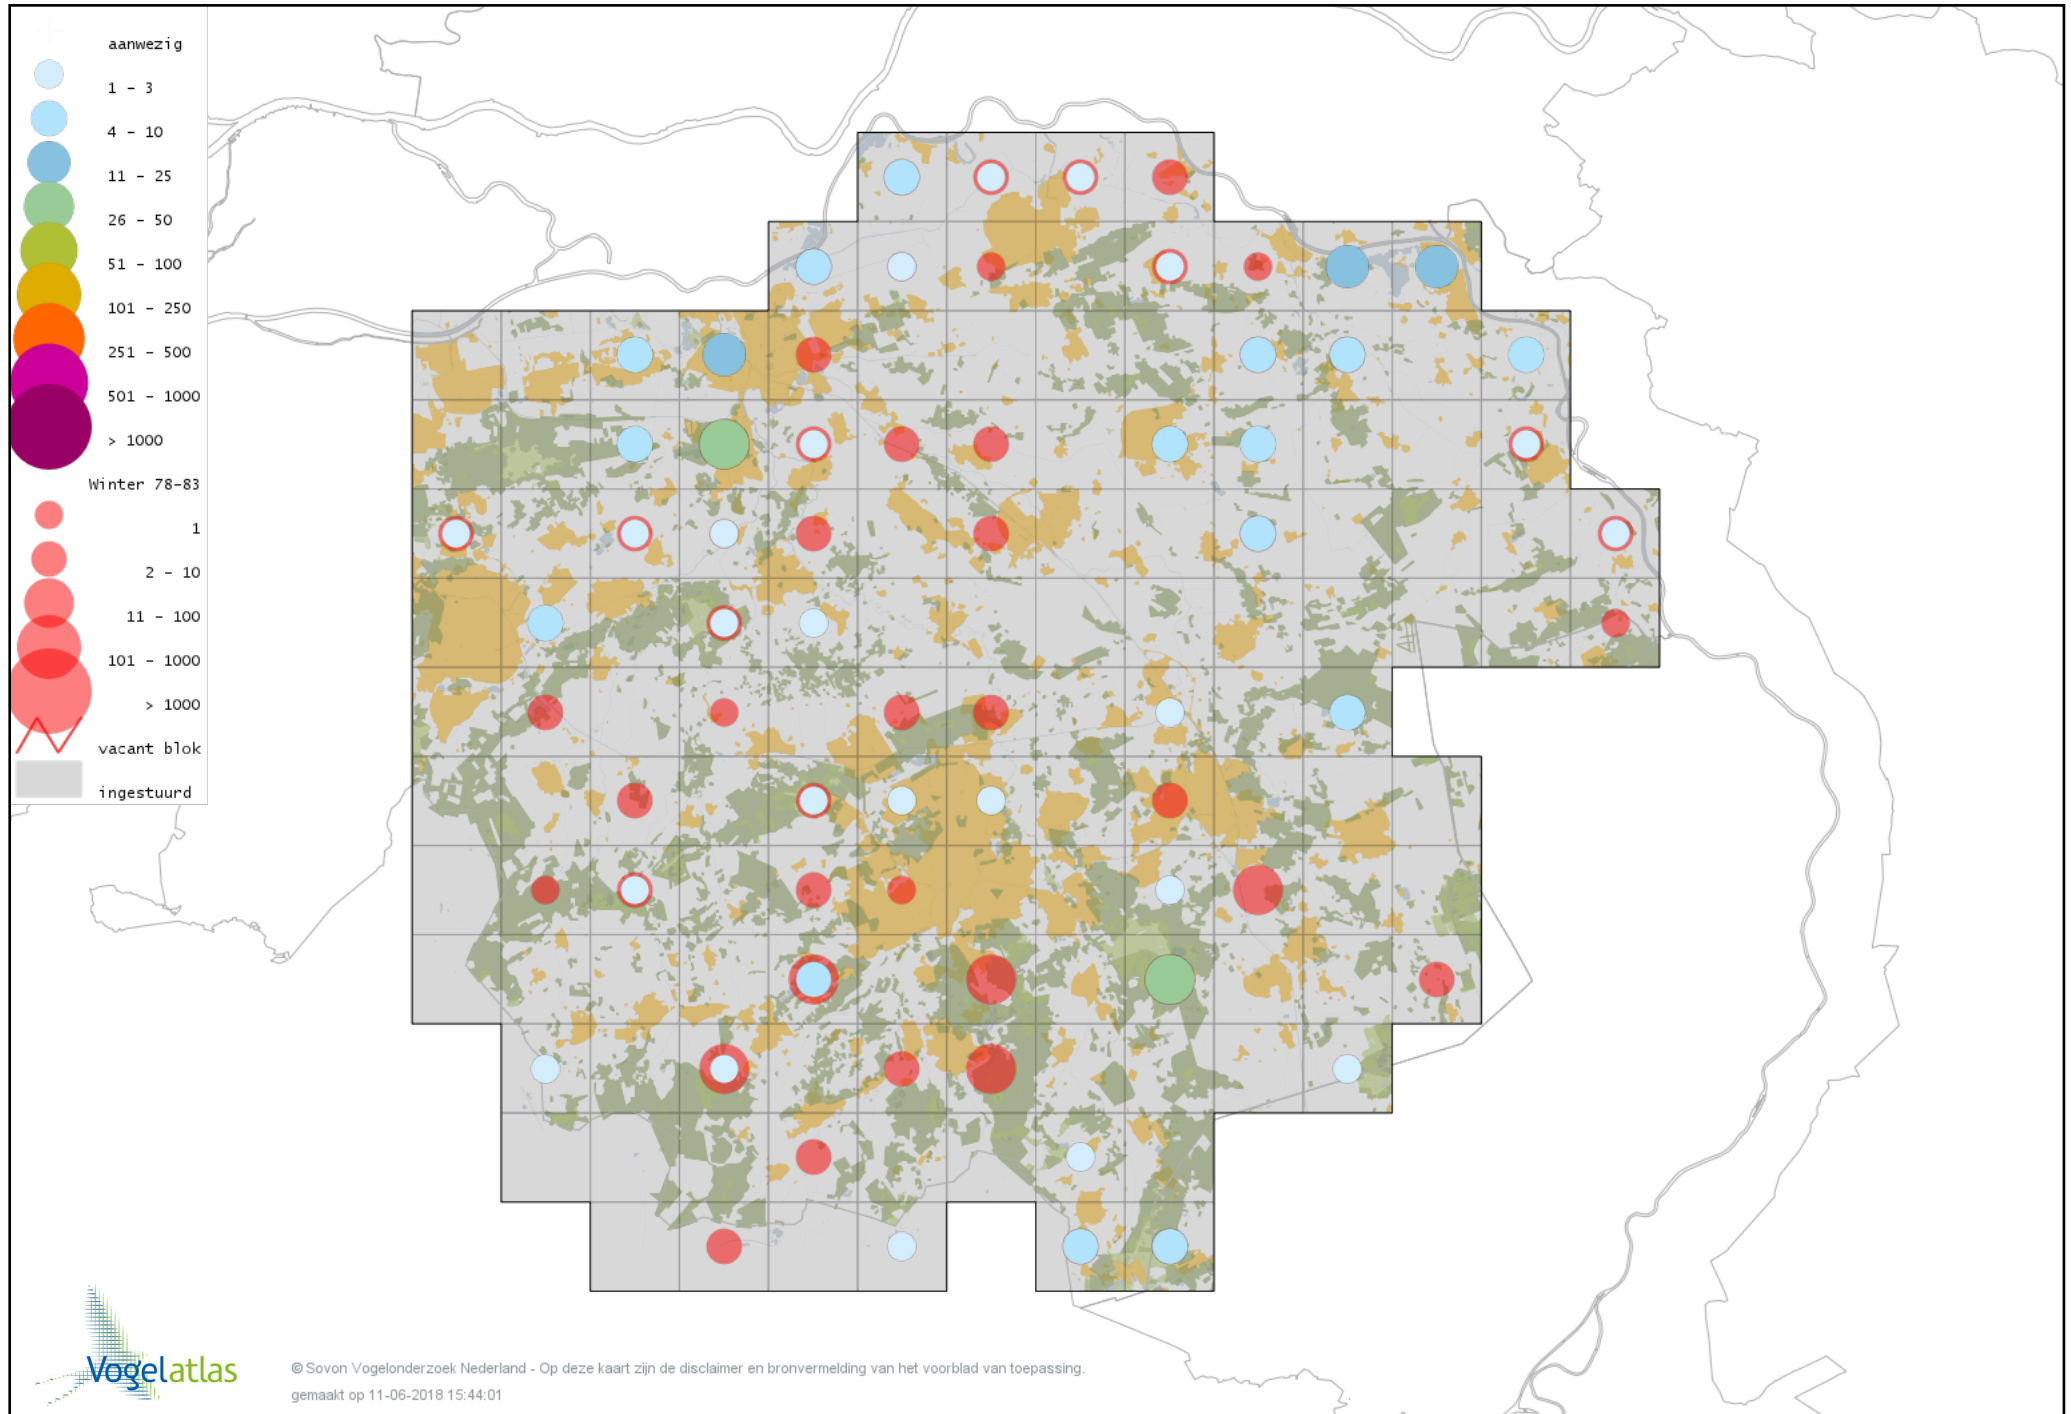 aanwezig
1 - 3
4 - 10
11 - 25
26 - 50
51 - 100
101 - 250
251 - 500
501 - 1000
> 1000
Winter 78-83
1
2 - 10
11 - 100
101 - 1000
> 1000
vacant blok
ingestuurd
Vogelatlas
© Sovon Vogelonderzoek Nederland - Op deze kaart zijn de disclaimer en bronvermelding van het voorblad van toepassing.
gemaakt op 11-06-2018 15:44:01